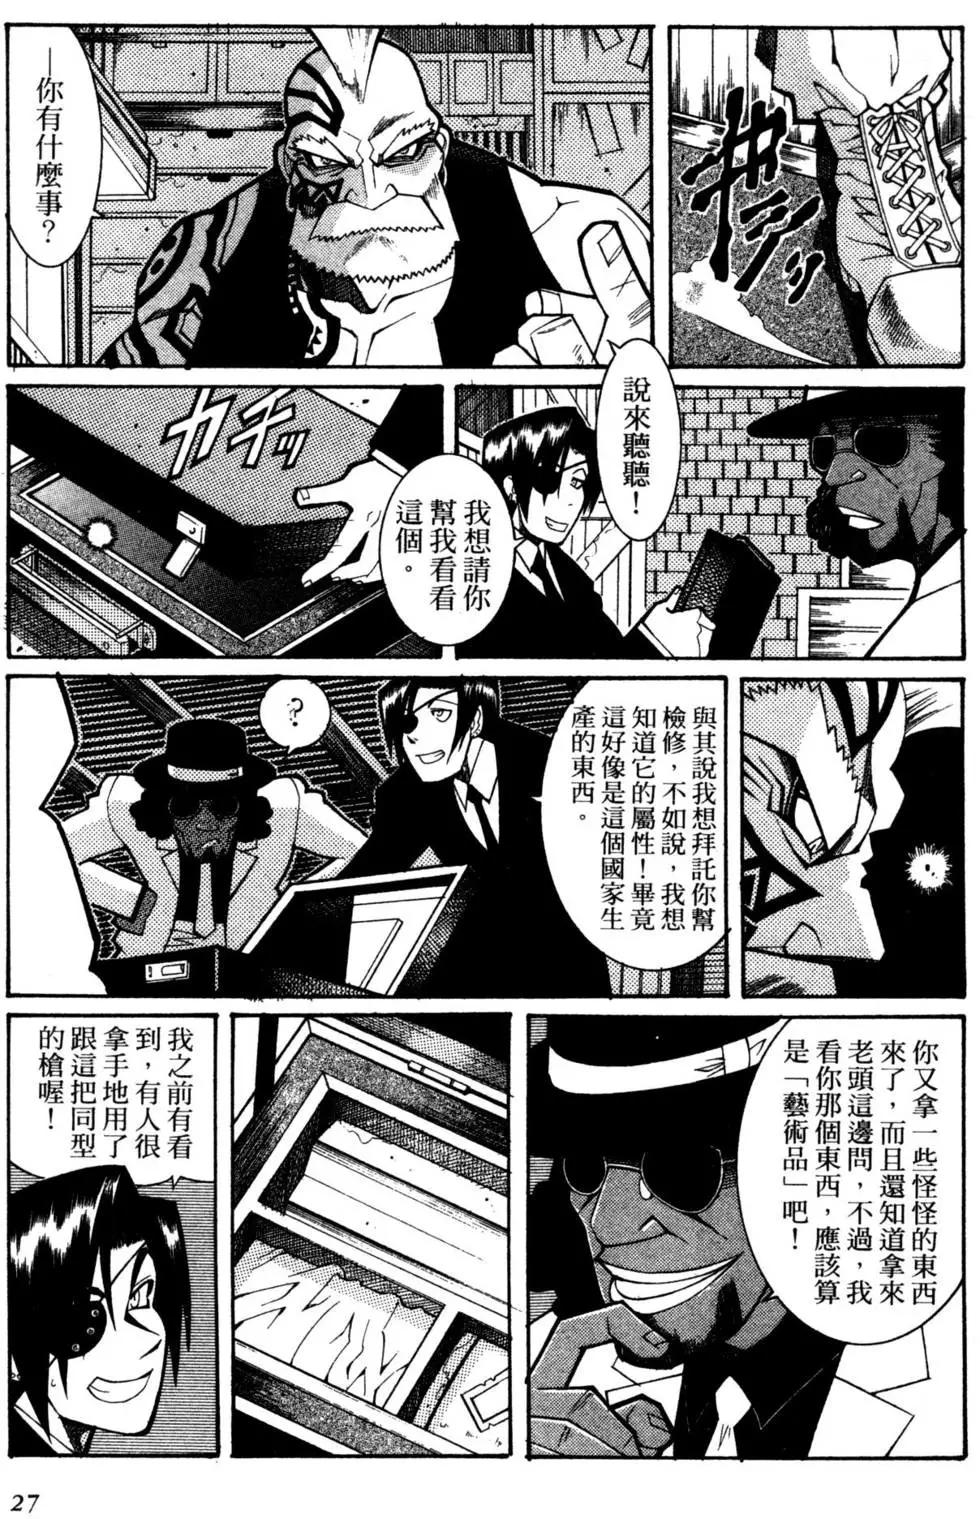 ザラッ
—你有什麼事?
說來聽聽!
我想請你
幫我看看
這個。
カチッ
與其說我想拜託你幫
檢修,不如說,我想
知道它的屬性!畢竟
這好像是這個國家生
產的東西。
?
你又拿一些怪怪的東西
來了,而且還知道拿來
老頭這邊問,不過,我
看你那個東西,應該算
是「藝術品」吧!
我之前有看
到,有人很
拿手地用了
跟這把同型
的槍喔!
27